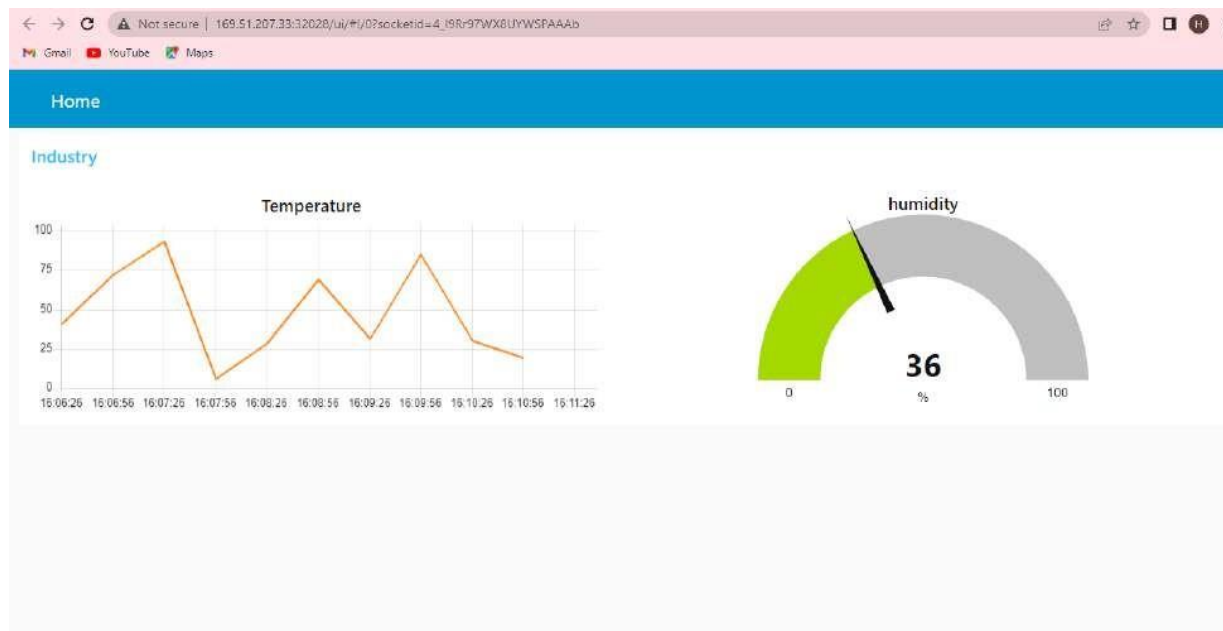 Not secure | 169.51.207.33:32028/ui/#!/0?socketid=4_I9Rr97WX8UYWSPAAAb
Gmail YouTube Maps
H
Home
Industry
Temperature
100
75
50
25
0
16:06:26 16:06:56 16:07:26 16:07:56 16:08:26 16:08:56 16:09:26 16:09:56 16:10:26 16:10:56 16:11:26
humidity
36
0 % 100